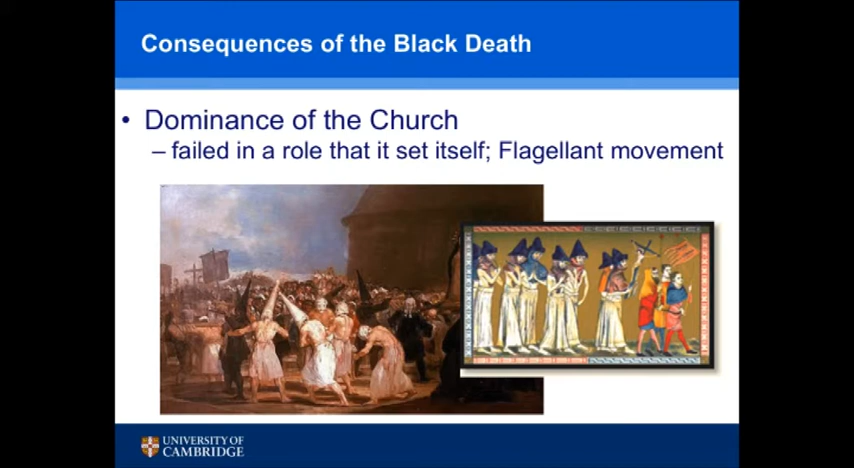 Consequences of the Black Death
• Dominance of the Church
– failed in a role that it set itself; Flagellant movement
UNIVERSITY OF
CAMBRIDGE